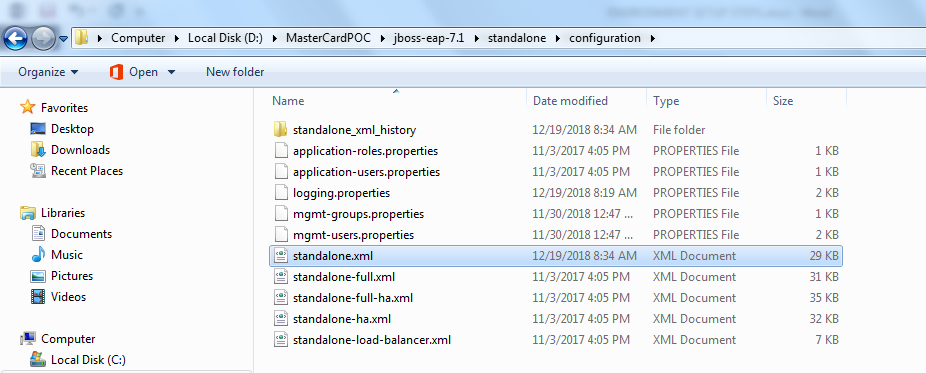 Computer ▸ Local Disk (D:) ▸ MasterCardPOC ▸ jboss-eap-7.1 ▸ standalone ▸ configuration ▸
Organize ▾ Open ▾ New folder
Favorites
Desktop
Downloads
Recent Places
Libraries
Documents
Music
Pictures
Videos
Computer
Local Disk (C:)
Name Date modified Type Size
standalone_xml_history 12/19/2018 8:34 AM File folder
application-roles.properties 11/3/2017 4:05 PM PROPERTIES File 1 KB
application-users.properties 11/3/2017 4:05 PM PROPERTIES File 1 KB
logging.properties 12/19/2018 8:19 AM PROPERTIES File 2 KB
mgmt-groups.properties 11/30/2018 12:47 ... PROPERTIES File 1 KB
mgmt-users.properties 11/30/2018 12:47 ... PROPERTIES File 2 KB
standalone.xml 12/19/2018 8:34 AM XML Document 29 KB
standalone-full.xml 11/3/2017 4:05 PM XML Document 31 KB
standalone-full-ha.xml 11/3/2017 4:05 PM XML Document 35 KB
standalone-ha.xml 11/3/2017 4:05 PM XML Document 32 KB
standalone-load-balancer.xml 11/3/2017 4:05 PM XML Document 7 KB